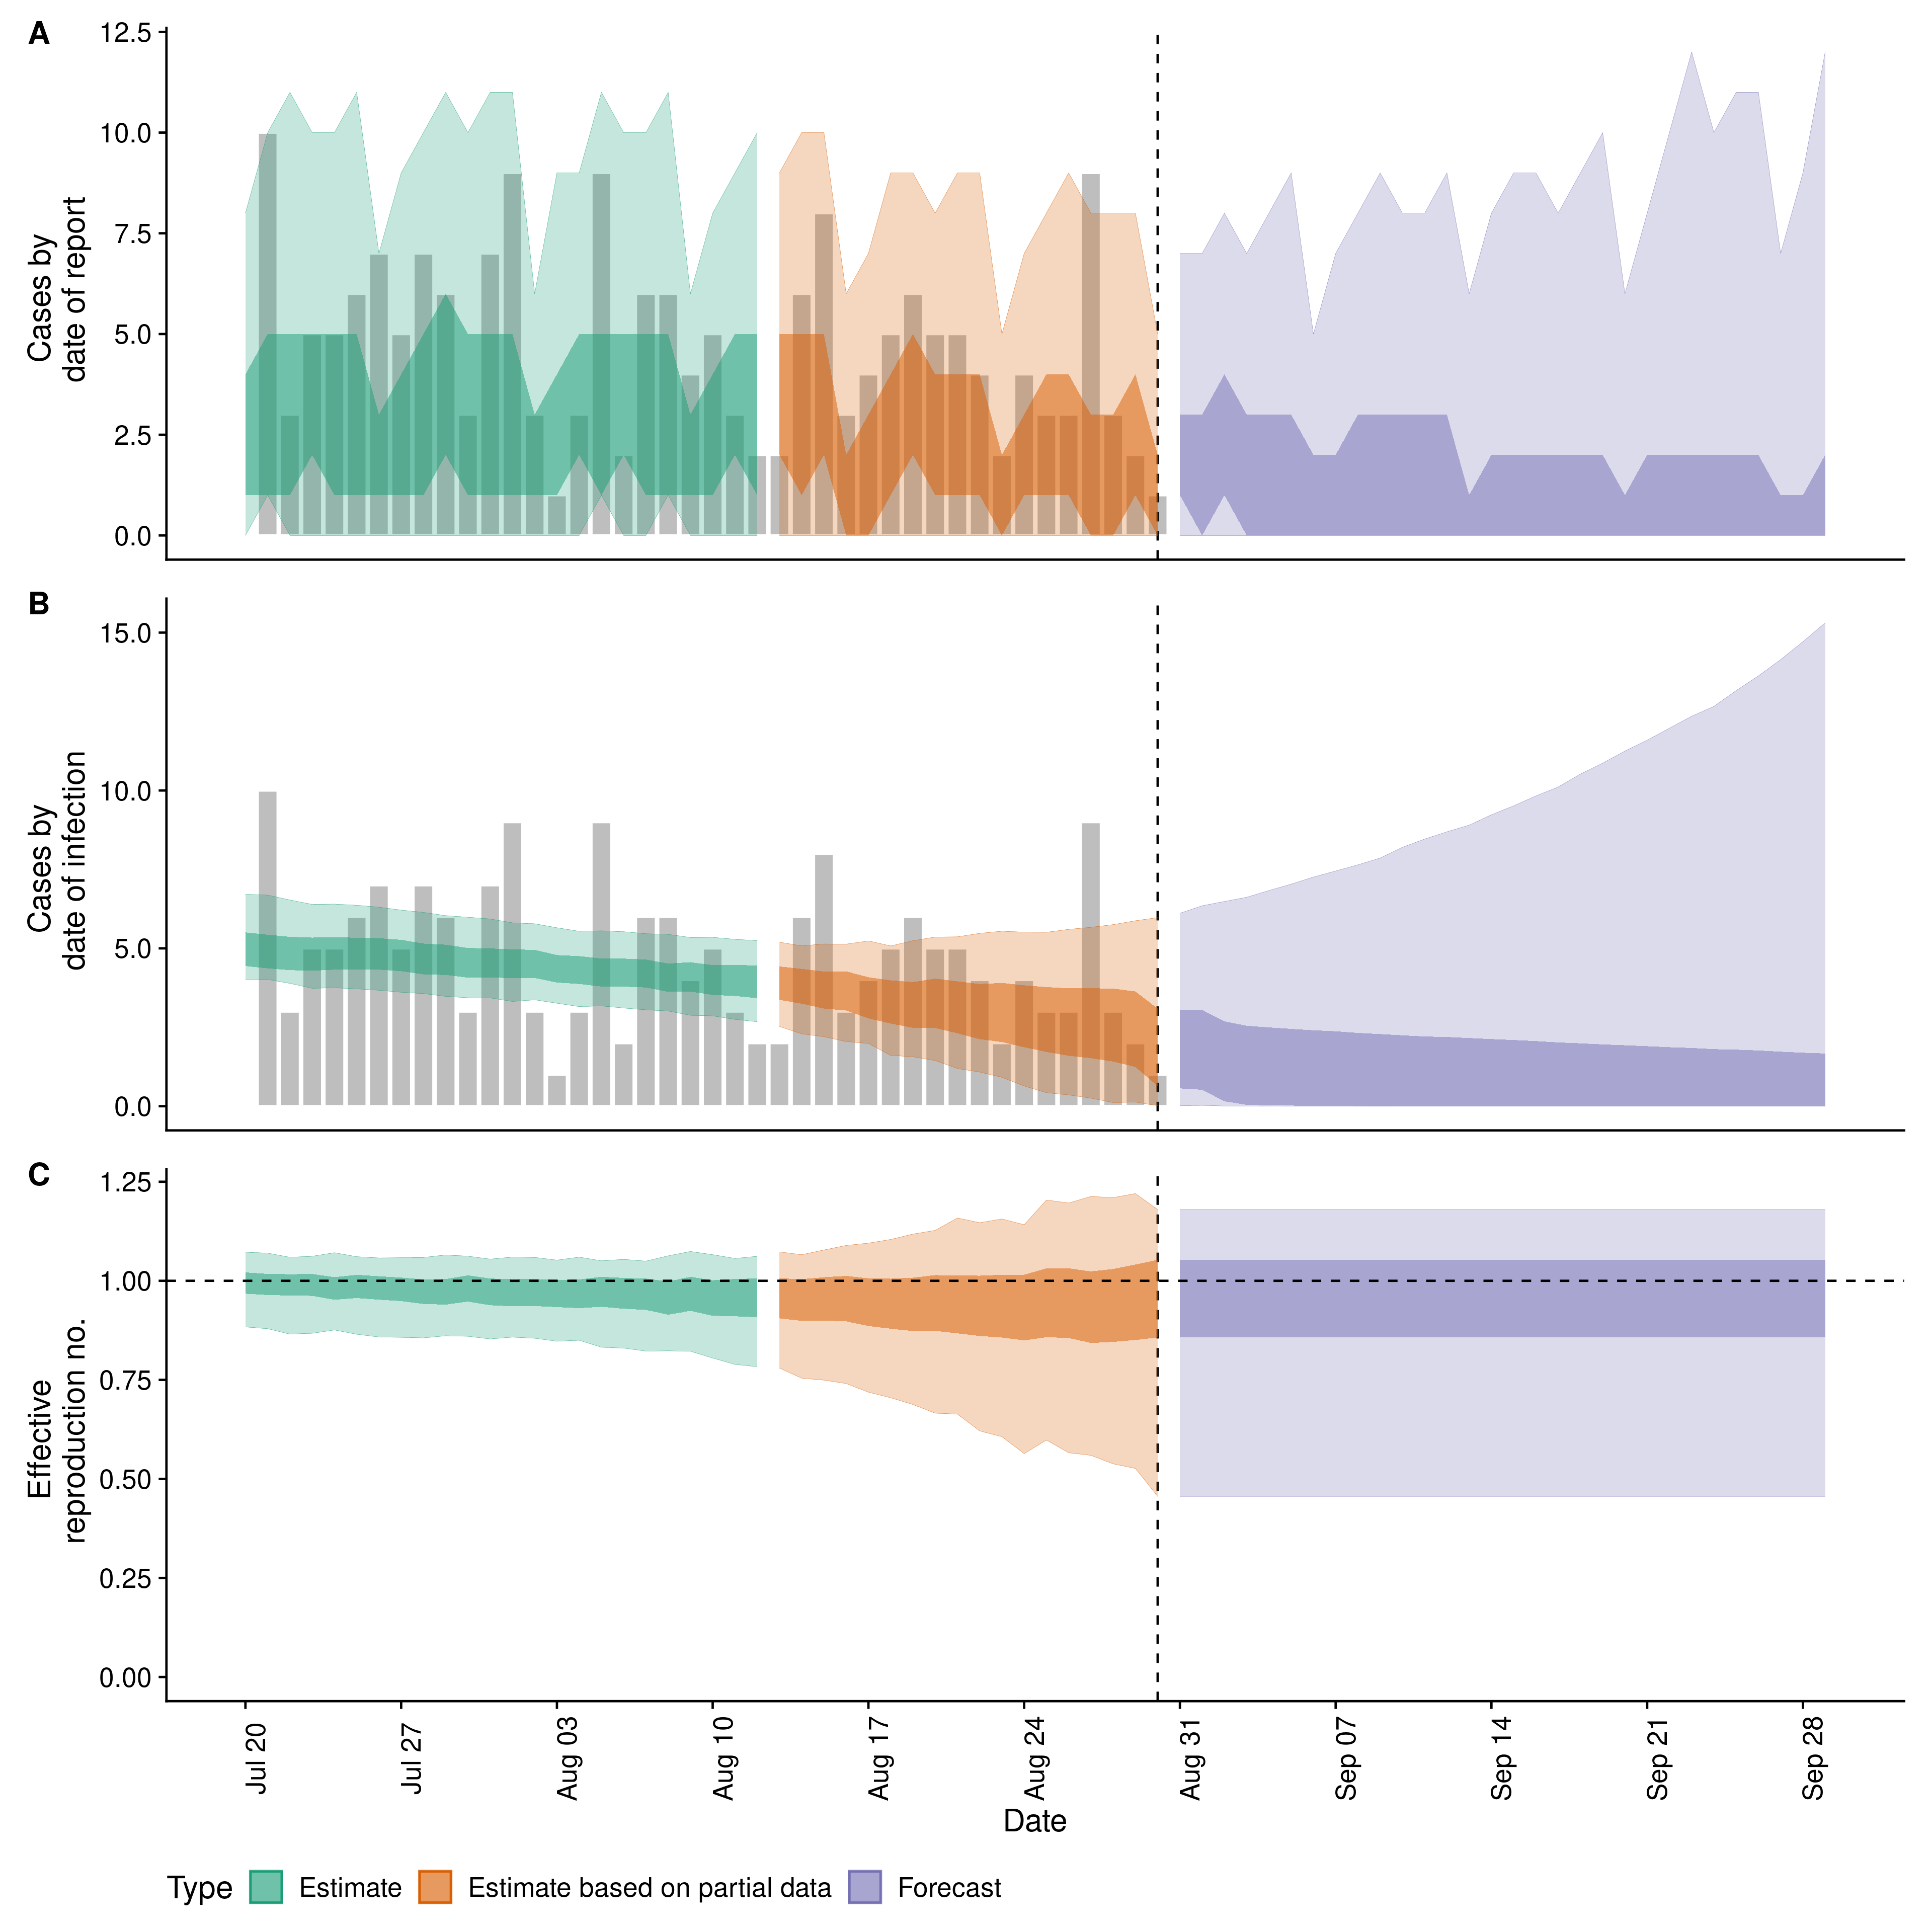 A
12.5
10.0
7.5
5.0
2.5
0.0
Cases by
date of report
B
15.0
10.0
5.0
0.0
Cases by
date of infection
C
1.25
1.00
0.75
0.50
0.25
0.00
Effective
reproduction no.
Jul 20
Jul 27
Aug 03
Aug 10
Aug 17
Aug 24
Aug 31
Sep 07
Sep 14
Sep 21
Sep 28
Date
Type Estimate Estimate based on partial data Forecast